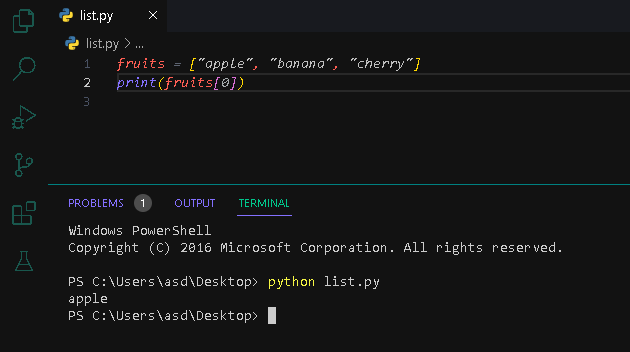 list.py
list.py > ...
1 fruits = ["apple", "banana", "cherry"]
2 print(fruits[0])
3
PROBLEMS 1 OUTPUT TERMINAL
Windows PowerShell
Copyright (C) 2016 Microsoft Corporation. All rights reserved.
PS C:\Users\asd\Desktop> python list.py
apple
PS C:\Users\asd\Desktop>